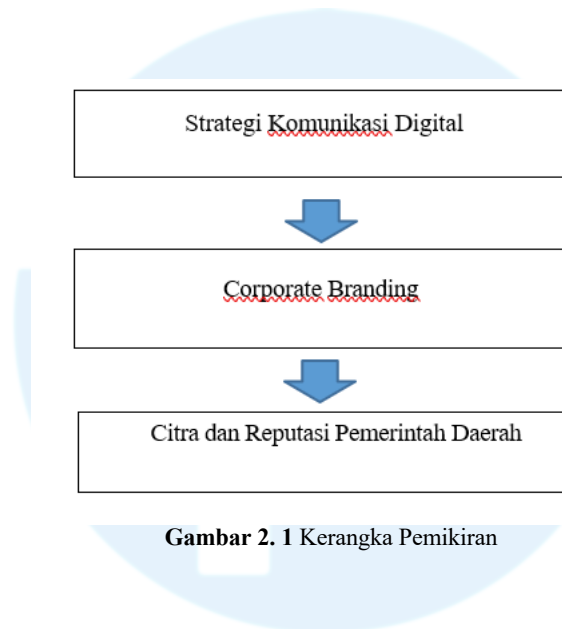 Strategi Komunikasi Digital
Corporate Branding
Citra dan Reputasi Pemerintah Daerah
Gambar 2. 1 Kerangka Pemikiran